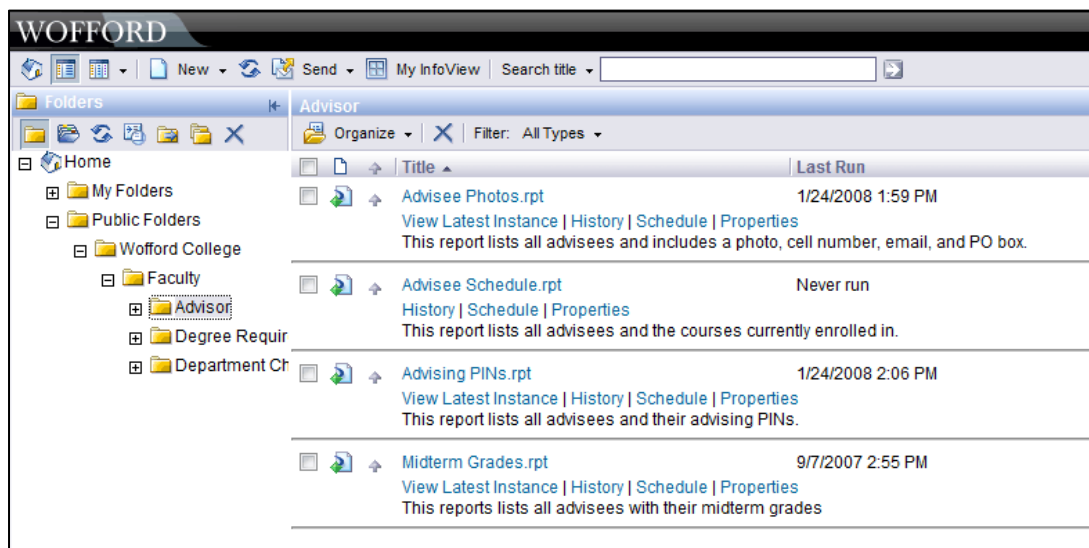 WOFFORD
New Send My InfoView Search title
Folders
Advisor
Organize Filter: All Types
Home
My Folders
Public Folders
Wofford College
Faculty
Advisor
Degree Requir
Department Ch
Title Last Run
Advisee Photos.rpt 1/24/2008 1:59 PM
View Latest Instance | History | Schedule | Properties
This report lists all advisees and includes a photo, cell number, email, and PO box.
Advisee Schedule.rpt Never run
History | Schedule | Properties
This report lists all advisees and the courses currently enrolled in.
Advising PINs.rpt 1/24/2008 2:06 PM
View Latest Instance | History | Schedule | Properties
This report lists all advisees and their advising PINs.
Midterm Grades.rpt 9/7/2007 2:55 PM
View Latest Instance | History | Schedule | Properties
This reports lists all advisees with their midterm grades